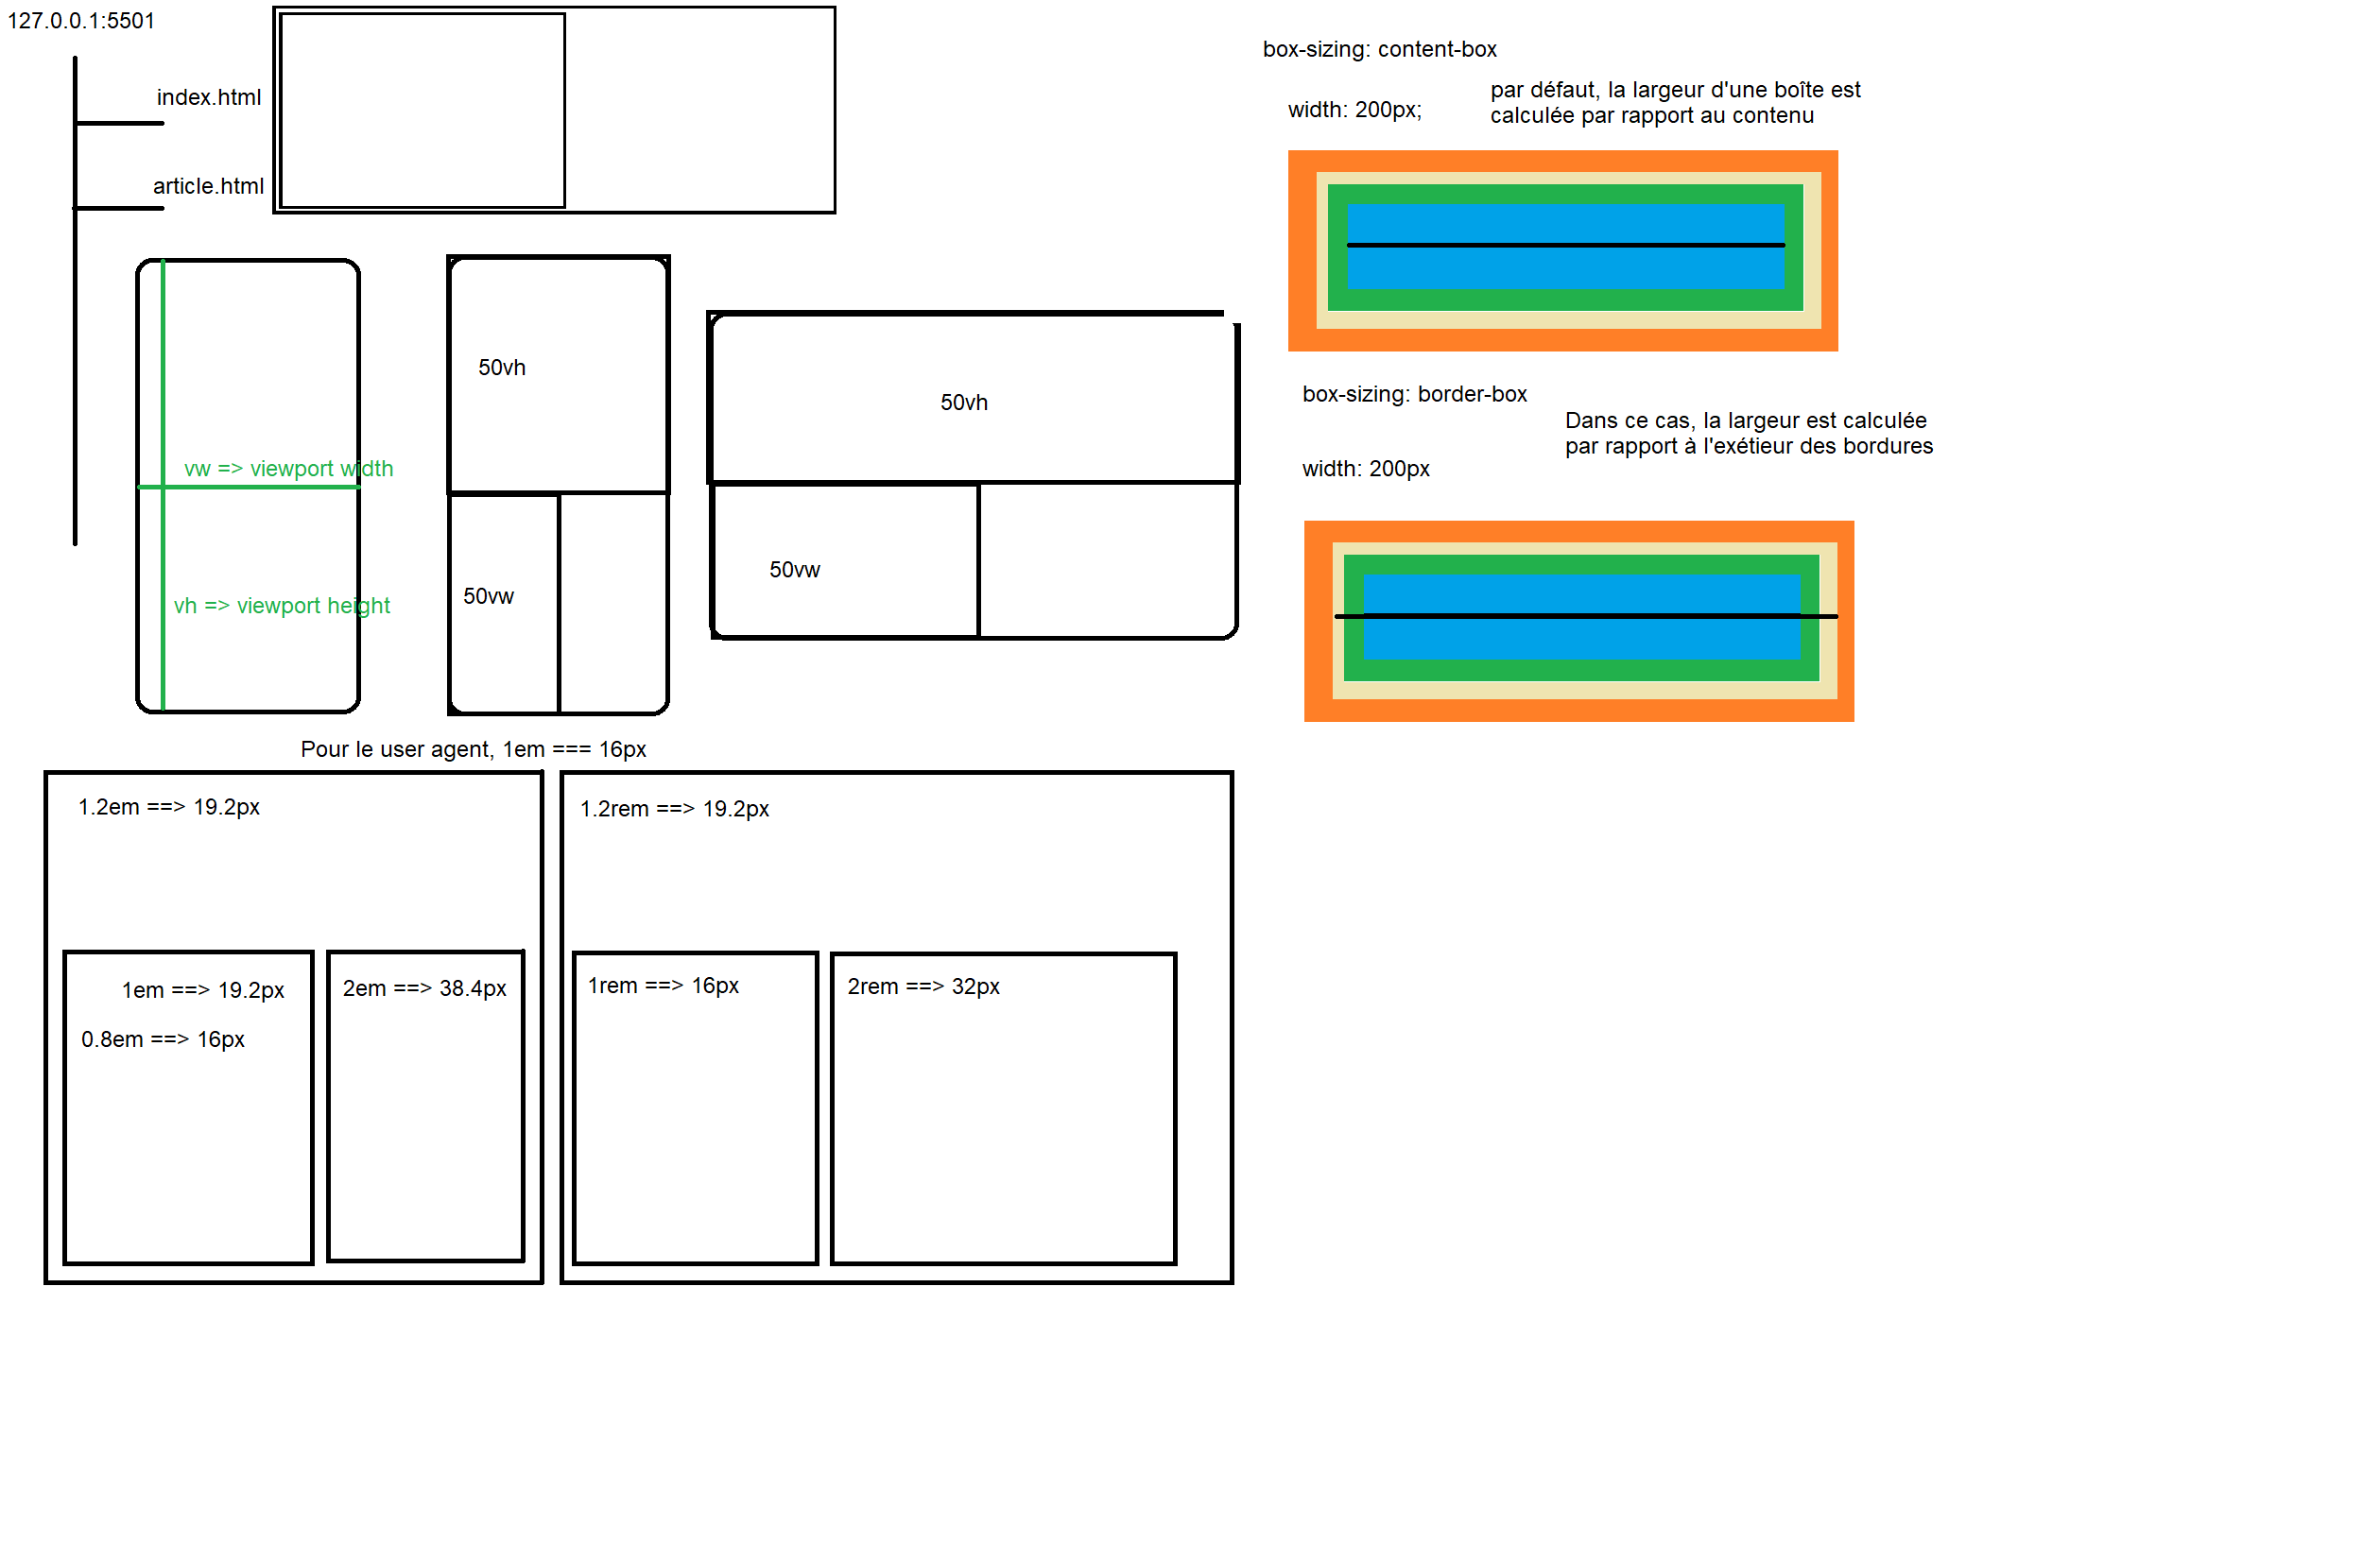 127.0.0.1:5501
index.html
article.html
vw => viewport width
vh => viewport height
50vh
50vw
50vh
50vw
box-sizing: content-box
width: 200px;
par défaut, la largeur d'une boîte est
calculée par rapport au contenu
box-sizing: border-box
Dans ce cas, la largeur est calculée
par rapport à l'exétieur des bordures
width: 200px
Pour le user agent, 1em === 16px
1.2em ==> 19.2px
1em ==> 19.2px
0.8em ==> 16px
2em ==> 38.4px
1.2rem ==> 19.2px
1rem ==> 16px
2rem ==> 32px